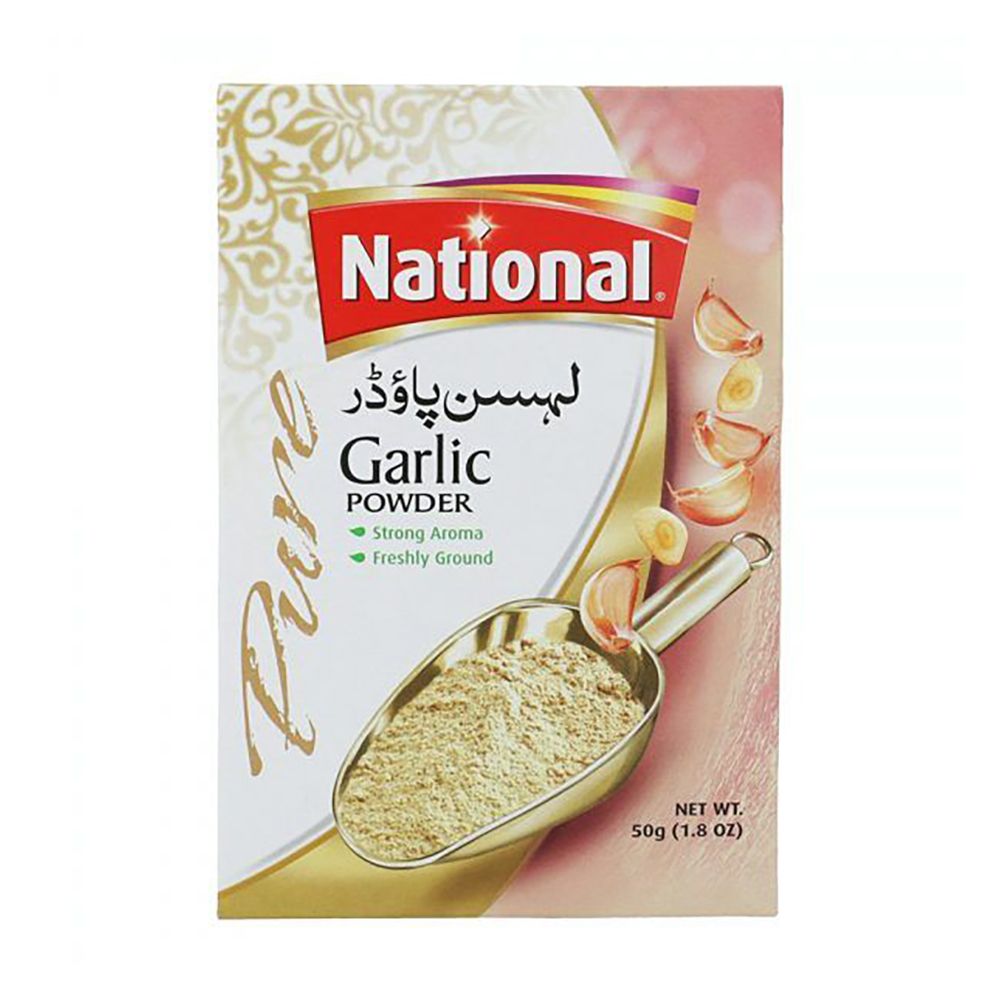 National®
لہسن پاؤڈر
Garlic
POWDER
Strong Aroma
Freshly Ground
Pure
NET WT.
50g (1.8 OZ)